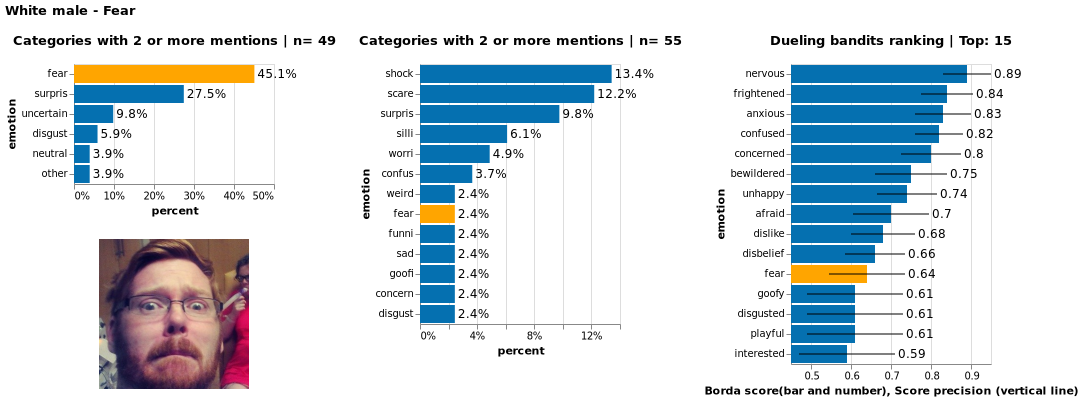 White male - Fear
Categories with 2 or more mentions | n= 49
emotion
fear 45.1%
surpris 27.5%
uncertain 9.8%
disgust 5.9%
neutral 3.9%
other 3.9%
0% 10% 20% 30% 40% 50%
percent
Categories with 2 or more mentions | n= 55
emotion
shock 13.4%
scare 12.2%
surpris 9.8%
silli 6.1%
worri 4.9%
confus 3.7%
weird 2.4%
fear 2.4%
funni 2.4%
sad 2.4%
goofi 2.4%
concern 2.4%
disgust 2.4%
0% 4% 8% 12%
percent
Dueling bandits ranking | Top: 15
emotion
nervous 0.89
frightened 0.84
anxious 0.83
confused 0.82
concerned 0.8
bewildered 0.75
unhappy 0.74
afraid 0.7
dislike 0.68
disbelief 0.66
fear 0.64
goofy 0.61
disgusted 0.61
playful 0.61
interested 0.59
0.5 0.6 0.7 0.8 0.9
Borda score(bar and number), Score precision (vertical line)